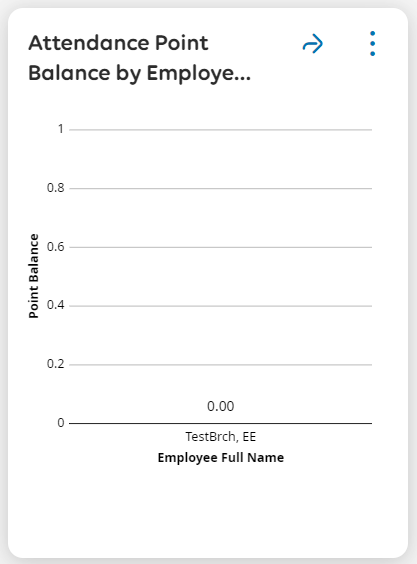 Attendance Point
Balance by Employe...
1
0.8
0.6
0.4
0.2
0
Point Balance
0.00
TestBrch, EE
Employee Full Name